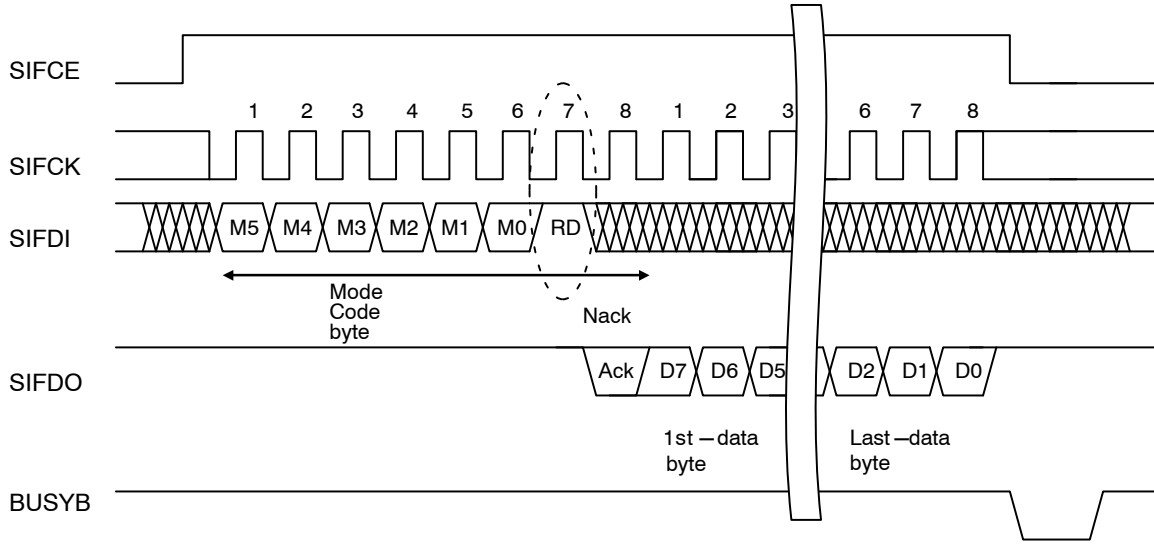 SIFCE
1 2 3 4 5 6 7 8 1 2 3 6 7 8
SIFCK
SIFDI
M5 M4 M3 M2 M1 M0 RD
Mode
Code
byte
Nack
SIFDO
Ack D7 D6 D5 D2 D1 D0
1st–data
byte
Last–data
byte
BUSYB